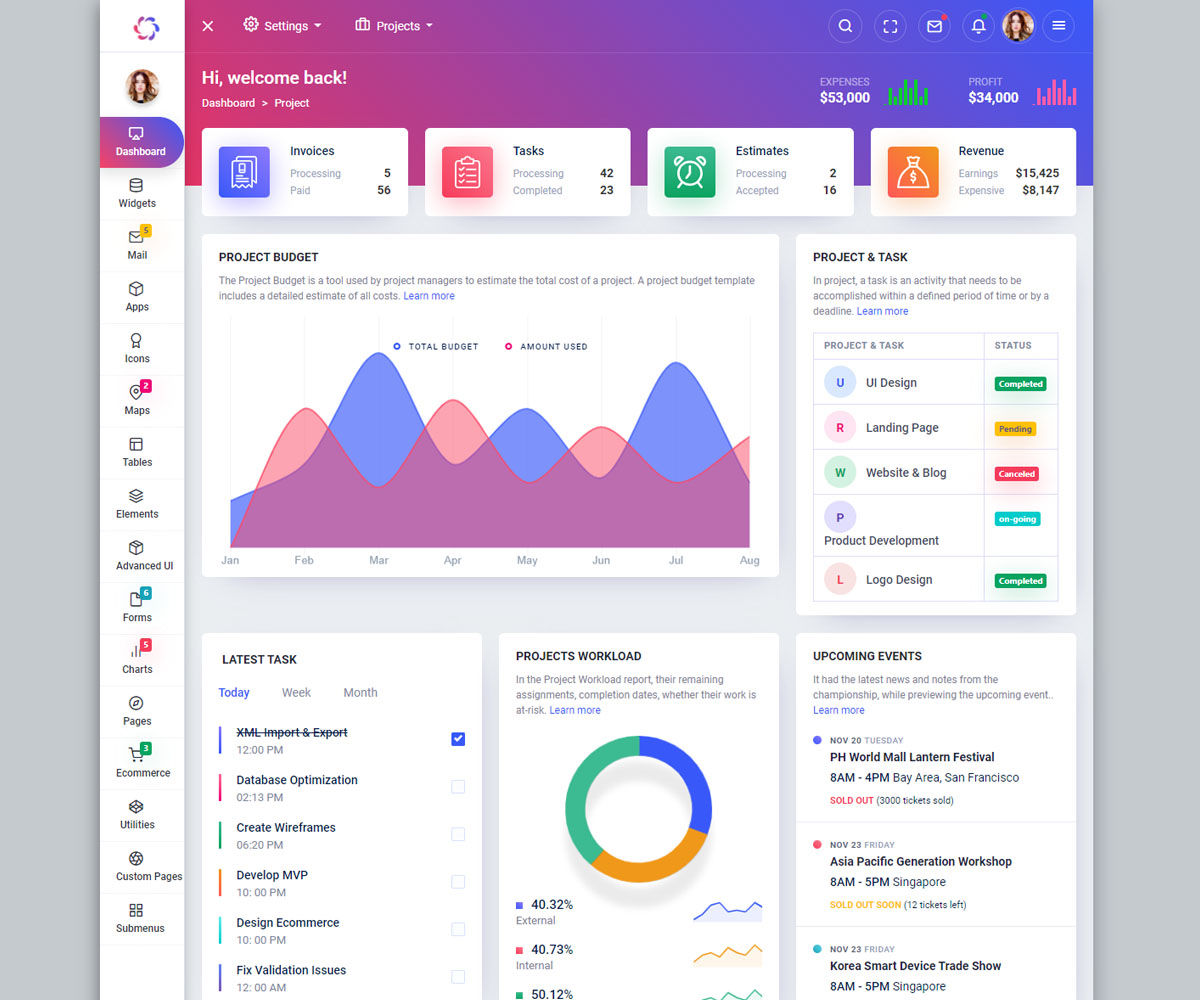 Settings
Projects
Hi, welcome back!
Dashboard > Project
EXPENSES
$53,000
PROFIT
$34,000
Dashboard
Widgets
5
Mail
Apps
Icons
2
Maps
Tables
Elements
Advanced UI
6
Forms
5
Charts
Pages
3
Ecommerce
Utilities
Custom Pages
Submenus
Invoices
Processing 5
Paid 56
Tasks
Processing 42
Completed 23
Estimates
Processing 2
Accepted 16
Revenue
Earnings $15,425
Expensive $8,147
PROJECT BUDGET
The Project Budget is a tool used by project managers to estimate the total cost of a project. A project budget template
includes a detailed estimate of all costs. Learn more
TOTAL BUDGET AMOUNT USED
Jan Feb Mar Apr May Jun Jul Aug
PROJECT & TASK
In project, a task is an activity that needs to be
accomplished within a defined period of time or by a
deadline. Learn more
PROJECT & TASK STATUS
U UI Design Completed
R Landing Page Pending
W Website & Blog Canceled
P on-going
Product Development
L Logo Design Completed
LATEST TASK
Today Week Month
XML Import & Export
12:00 PM
Database Optimization
02:13 PM
Create Wireframes
06:20 PM
Develop MVP
10: 00 PM
Design Ecommerce
10: 00 PM
Fix Validation Issues
12: 00 AM
PROJECTS WORKLOAD
In the Project Workload report, their remaining
assignments, completion dates, whether their work is
at-risk. Learn more
40.32%
External
40.73%
Internal
50.12%
UPCOMING EVENTS
It had the latest news and notes from the
championship, while previewing the upcoming event..
Learn more
NOV 20 TUESDAY
PH World Mall Lantern Festival
8AM - 4PM Bay Area, San Francisco
SOLD OUT (3000 tickets sold)
NOV 23 FRIDAY
Asia Pacific Generation Workshop
8AM - 5PM Singapore
SOLD OUT SOON (12 tickets left)
NOV 23 FRIDAY
Korea Smart Device Trade Show
8AM - 5PM Singapore